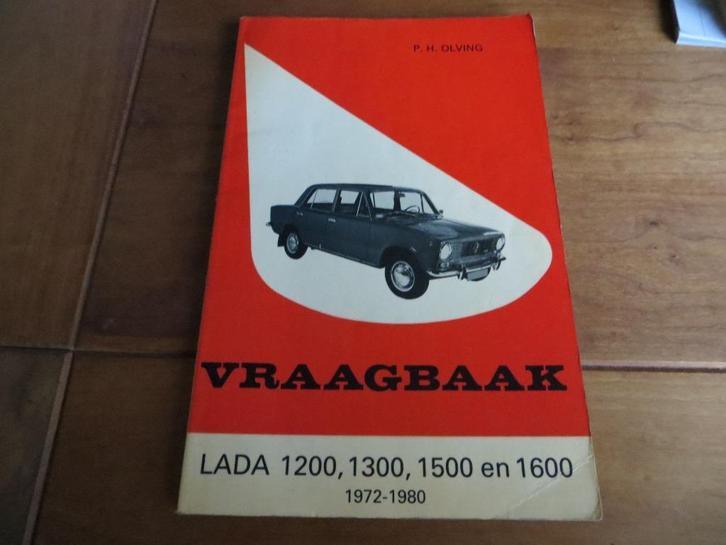 P. H. OLVING
VRAAGBAAK
LADA 1200, 1300, 1500 en 1600
1972-1980